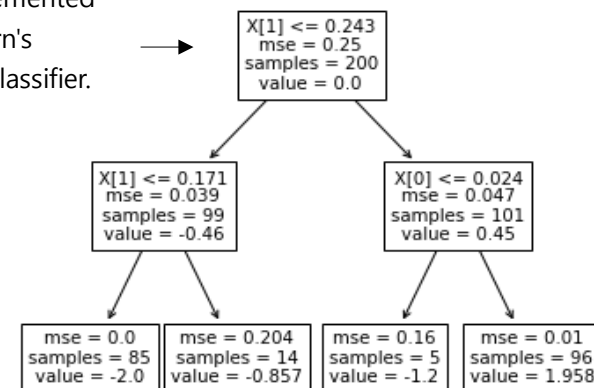 rn's
lassifier.
X[1] <= 0.243
mse = 0.25
samples = 200
value = 0.0
X[1] <= 0.171
mse = 0.039
samples = 99
value = -0.46
X[0] <= 0.024
mse = 0.047
samples = 101
value = 0.45
mse = 0.0
samples = 85
value = -2.0
mse = 0.204
samples = 14
value = -0.857
mse = 0.16
samples = 5
value = -1.2
mse = 0.01
samples = 96
value = 1.958